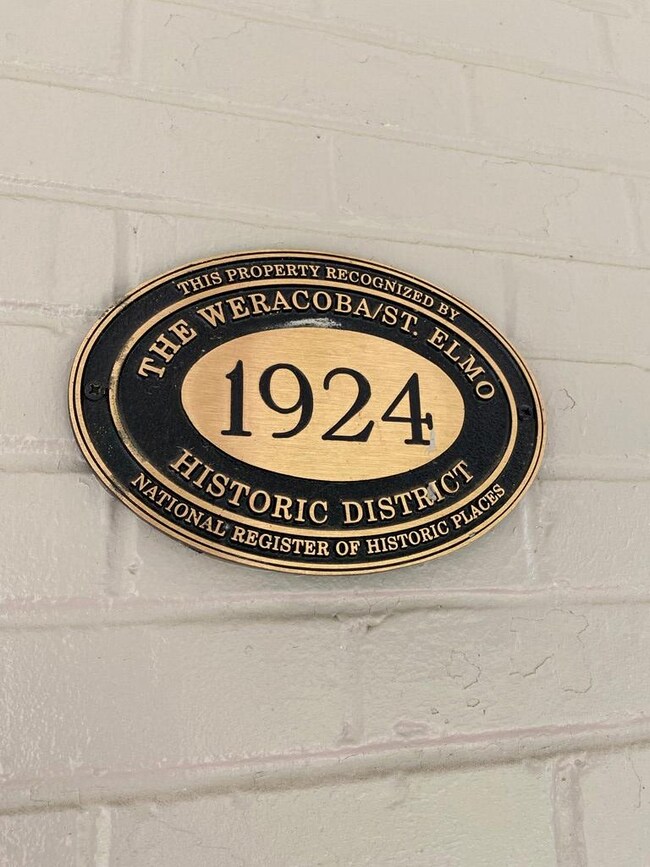 THIS PROPERTY RECOGNIZED BY
THE WERACOBA/ST. ELMO
1924
HISTORIC DISTRICT
NATIONAL REGISTER OF HISTORIC PLACES